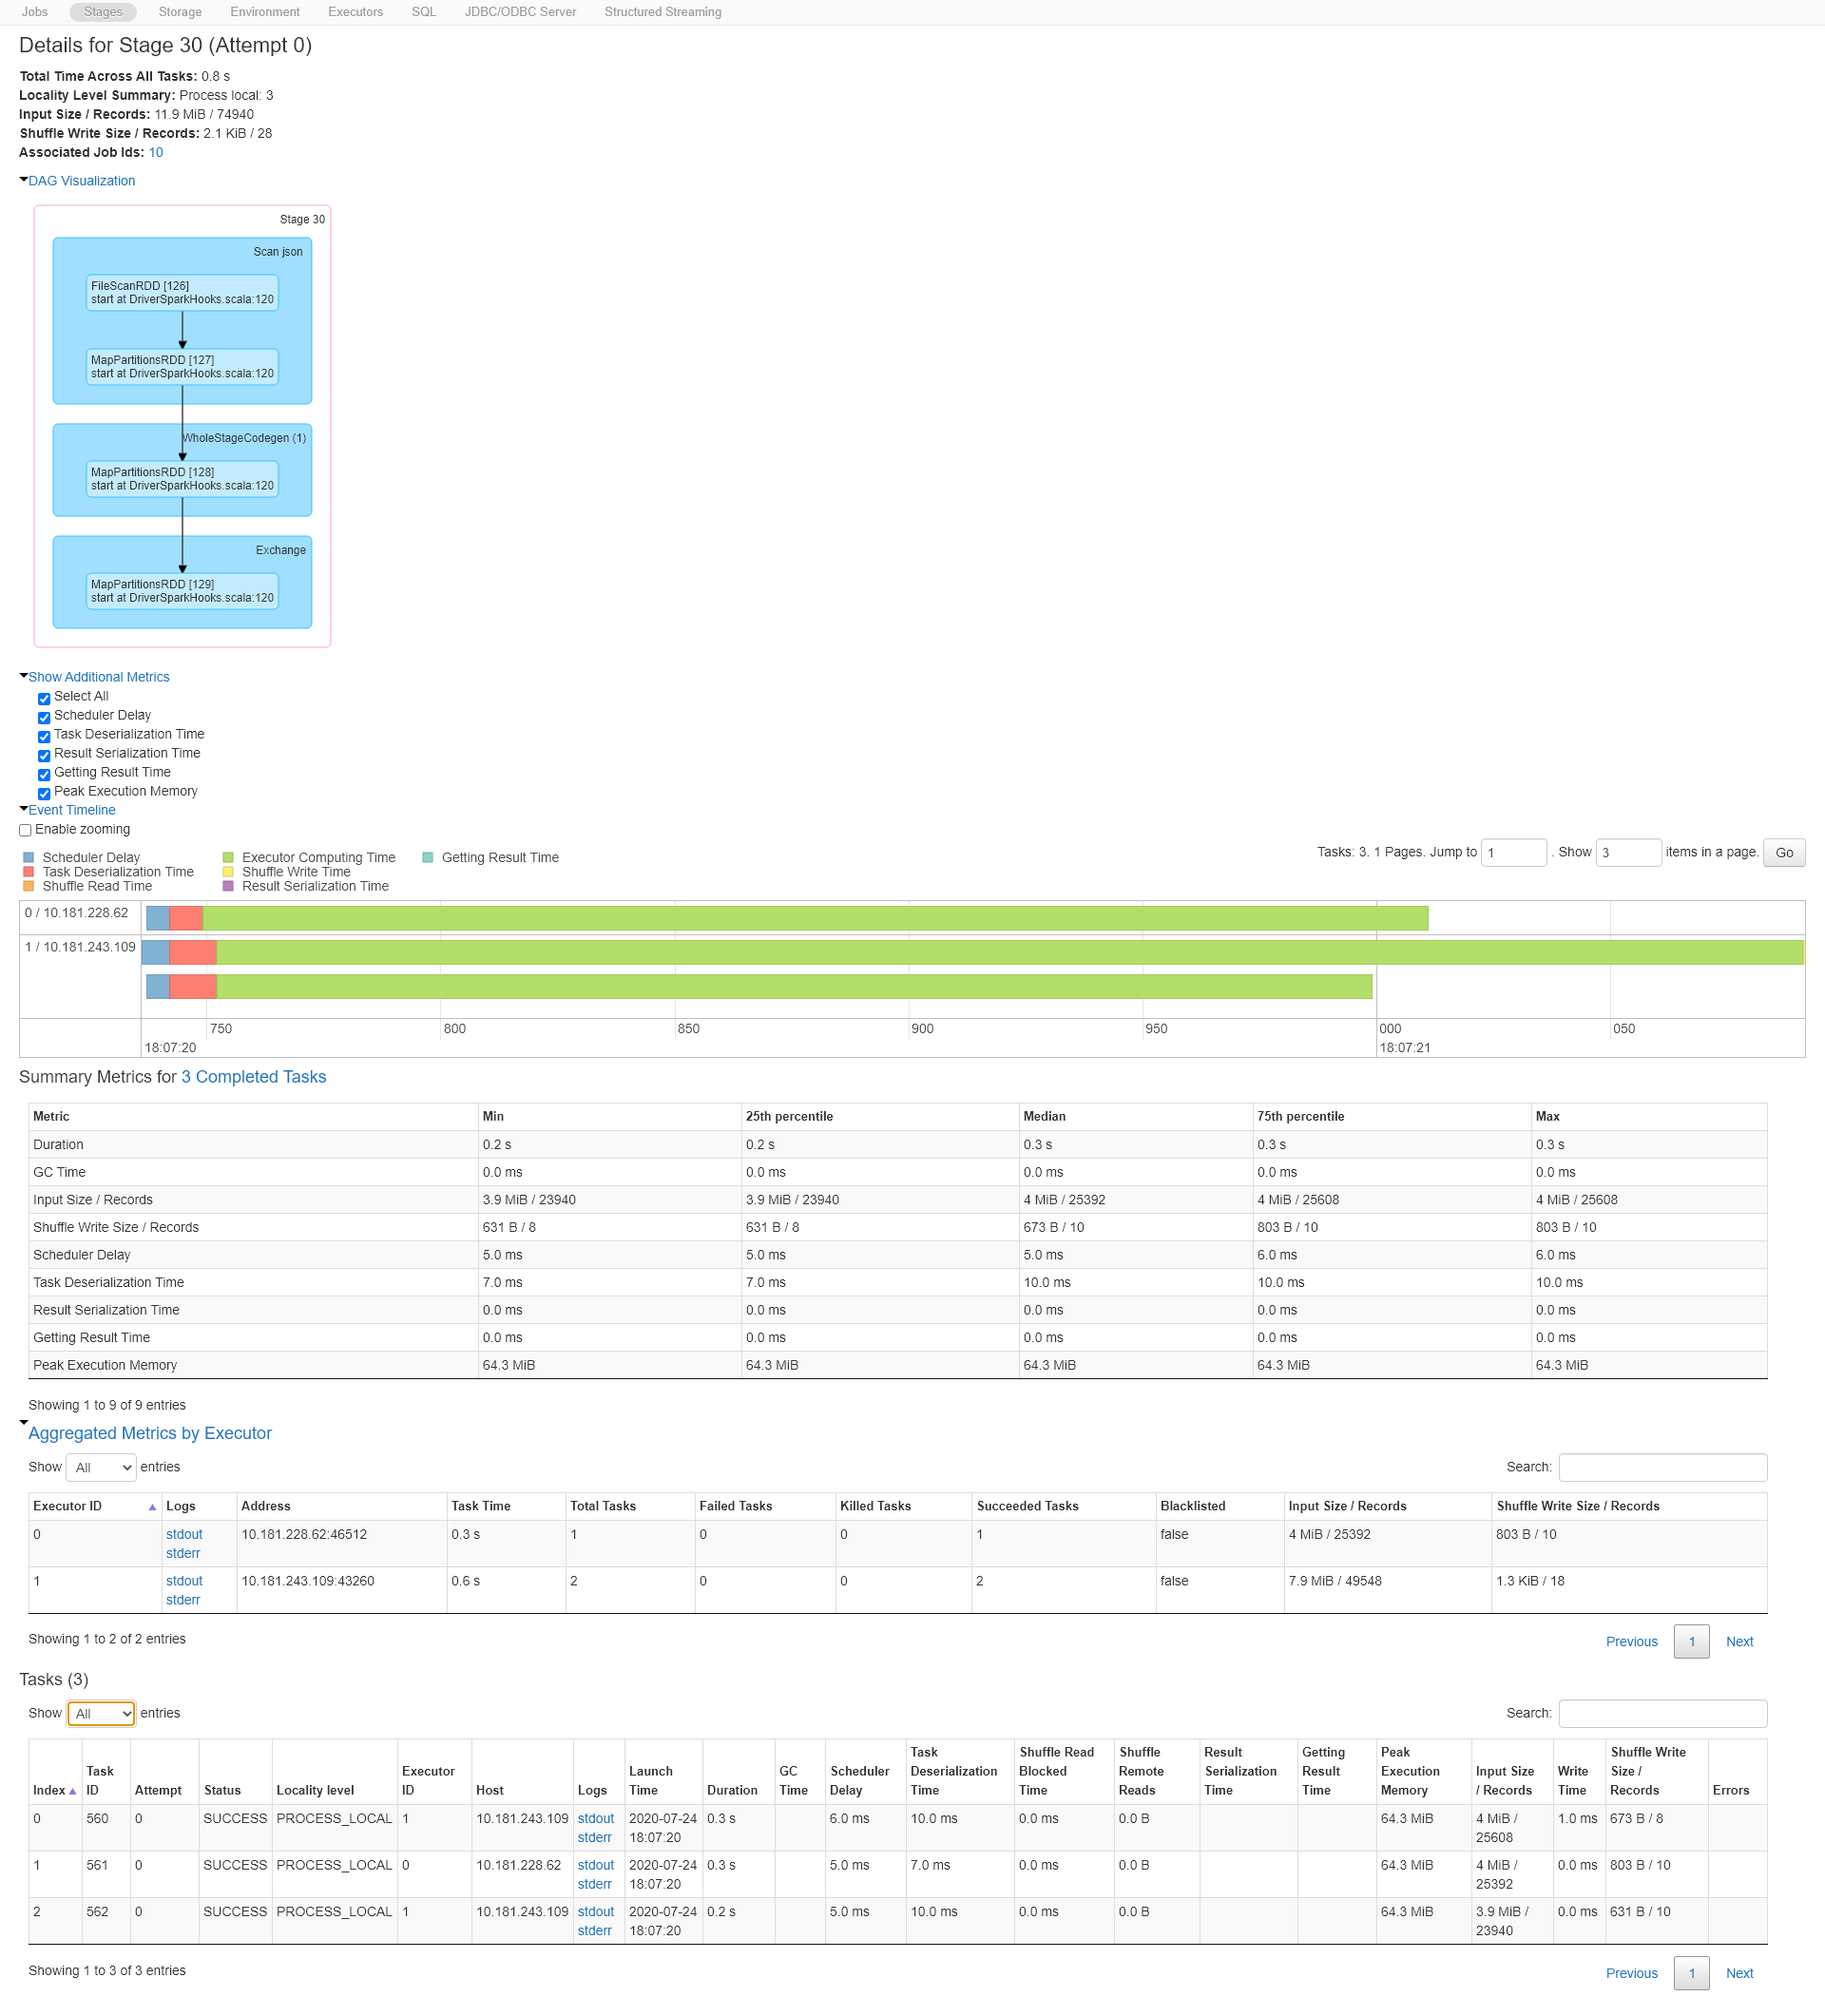 Jobs Stages Storage Environment Executors SQL JDBC/ODBC Server Structured Streaming
Details for Stage 30 (Attempt 0)
Total Time Across All Tasks: 0.8 s
Locality Level Summary: Process local: 3
Input Size / Records: 11.9 MiB / 74940
Shuffle Write Size / Records: 2.1 KiB / 28
Associated Job Ids: 10
DAG Visualization
Stage 30
Scan json
FileScanRDD [126]
start at DriverSparkHooks.scala:120
MapPartitionsRDD [127]
start at DriverSparkHooks.scala:120
WholeStageCodegen (1)
MapPartitionsRDD [128]
start at DriverSparkHooks.scala:120
Exchange
MapPartitionsRDD [129]
start at DriverSparkHooks.scala:120
Show Additional Metrics
Select All
Scheduler Delay
Task Deserialization Time
Result Serialization Time
Getting Result Time
Peak Execution Memory
Event Timeline
Enable zooming
Tasks: 3. 1 Pages. Jump to 1 . Show 3 items in a page. Go
Scheduler Delay Executor Computing Time Getting Result Time
Task Deserialization Time Shuffle Write Time
Shuffle Read Time Result Serialization Time
0 / 10.181.228.62
1 / 10.181.243.109
750 800 850 900 950 000 050
18:07:20 18:07:21
Summary Metrics for 3 Completed Tasks
Metric Min 25th percentile Median 75th percentile Max
Duration 0.2 s 0.2 s 0.3 s 0.3 s 0.3 s
GC Time 0.0 ms 0.0 ms 0.0 ms 0.0 ms 0.0 ms
Input Size / Records 3.9 MiB / 23940 3.9 MiB / 23940 4 MiB / 25392 4 MiB / 25608 4 MiB / 25608
Shuffle Write Size / Records 631 B / 8 631 B / 8 673 B / 10 803 B / 10 803 B / 10
Scheduler Delay 5.0 ms 5.0 ms 5.0 ms 6.0 ms 6.0 ms
Task Deserialization Time 7.0 ms 7.0 ms 10.0 ms 10.0 ms 10.0 ms
Result Serialization Time 0.0 ms 0.0 ms 0.0 ms 0.0 ms 0.0 ms
Getting Result Time 0.0 ms 0.0 ms 0.0 ms 0.0 ms 0.0 ms
Peak Execution Memory 64.3 MiB 64.3 MiB 64.3 MiB 64.3 MiB 64.3 MiB
Showing 1 to 9 of 9 entries
Aggregated Metrics by Executor
Show All entries Search:
Executor ID Logs Address Task Time Total Tasks Failed Tasks Killed Tasks Succeeded Tasks Blacklisted Input Size / Records Shuffle Write Size / Records
0 stdout 10.181.228.62:46512 0.3 s 1 0 0 1 false 4 MiB / 25392 803 B / 10
stderr
1 stdout 10.181.243.109:43260 0.6 s 2 0 0 2 false 7.9 MiB / 49548 1.3 KiB / 18
stderr
Showing 1 to 2 of 2 entries Previous 1 Next
Tasks (3)
Show All entries Search:
Task Shuffle Read Shuffle Result Getting Peak Shuffle Write
Task Executor Launch GC Scheduler Deserialization Blocked Remote Serialization Result Execution Input Size Write Size /
Index ID Attempt Status Locality level ID Host Logs Time Duration Time Delay Time Time Reads Time Time Memory / Records Time Records Errors
0 560 0 SUCCESS PROCESS_LOCAL 1 10.181.243.109 stdout 2020-07-24 0.3 s 6.0 ms 10.0 ms 0.0 ms 0.0 B 64.3 MiB 4 MiB / 1.0 ms 673 B / 8
stderr 18:07:20 25608
1 561 0 SUCCESS PROCESS_LOCAL 0 10.181.228.62 stdout 2020-07-24 0.3 s 5.0 ms 7.0 ms 0.0 ms 0.0 B 64.3 MiB 4 MiB / 0.0 ms 803 B / 10
stderr 18:07:20 25392
2 562 0 SUCCESS PROCESS_LOCAL 1 10.181.243.109 stdout 2020-07-24 0.2 s 5.0 ms 10.0 ms 0.0 ms 0.0 B 64.3 MiB 3.9 MiB / 0.0 ms 631 B / 10
stderr 18:07:20 23940
Showing 1 to 3 of 3 entries Previous 1 Next